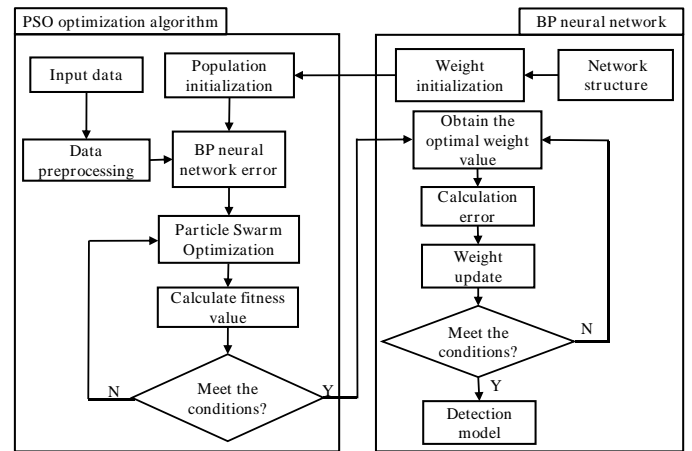 PSO optimization algorithm
Input data
Population
initialization
Data
preprocessing
BP neural
network error
Particle Swarm
Optimization
Calculate fitness
value
Meet the
conditions?
N
Y
BP neural network
Weight
initialization
Network
structure
Obtain the
optimal weight
value
Calculation
error
Weight
update
Meet the
conditions?
N
Y
Detection
model